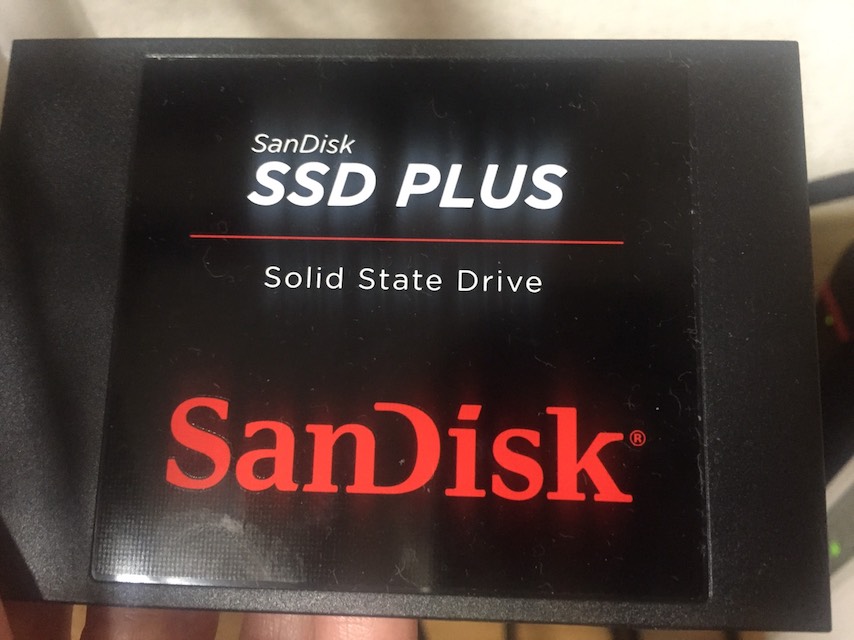 SanDisk
SSD PLUS
Solid State Drive
SanDisk®